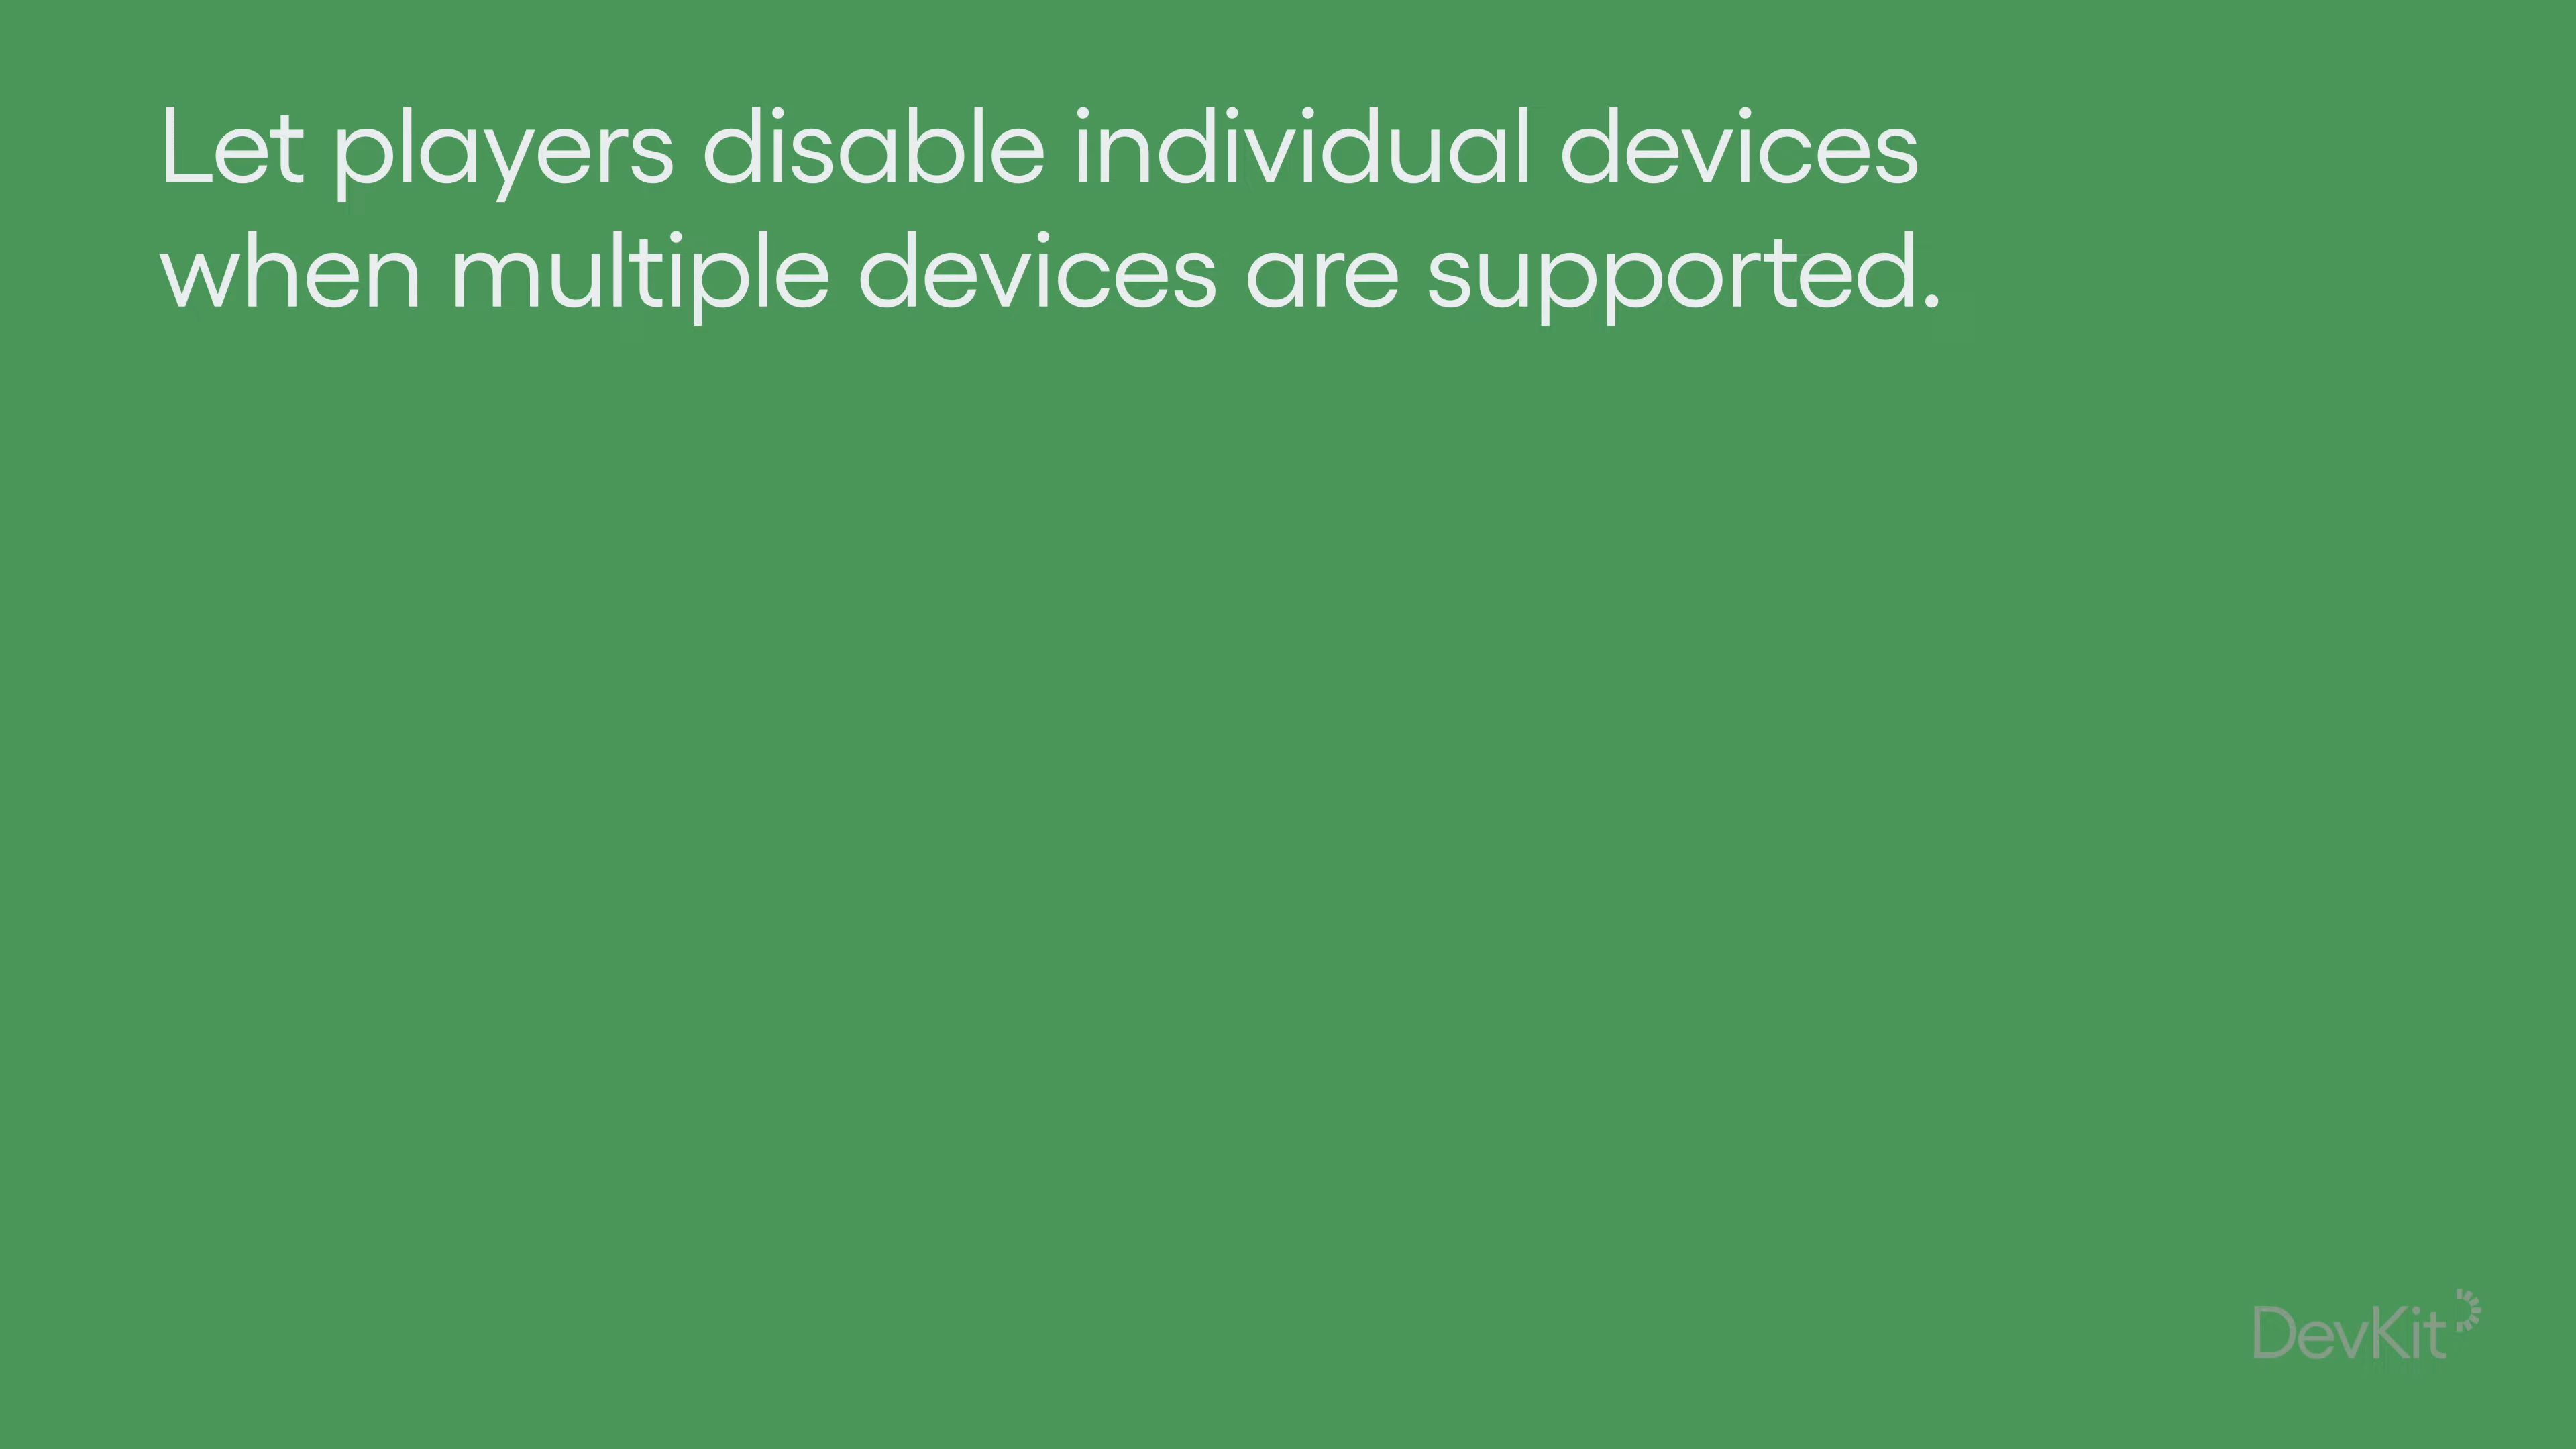 Let players disable individual devices
when multiple devices are supported.
DevKit